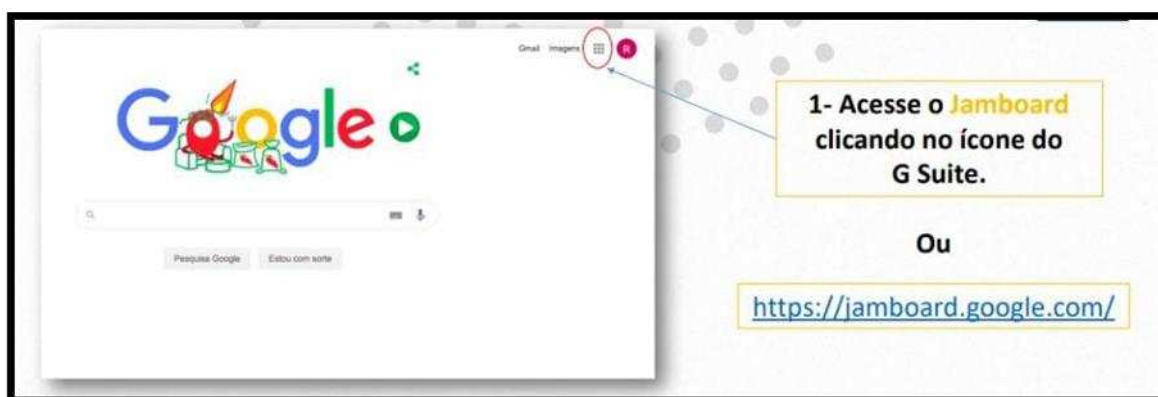 Gmail Imagens R
Google
Pesquisa Google Estou com sorte
1- Acesse o Jamboard
clicando no ícone do
G Suite.
Ou
https://jamboard.google.com/